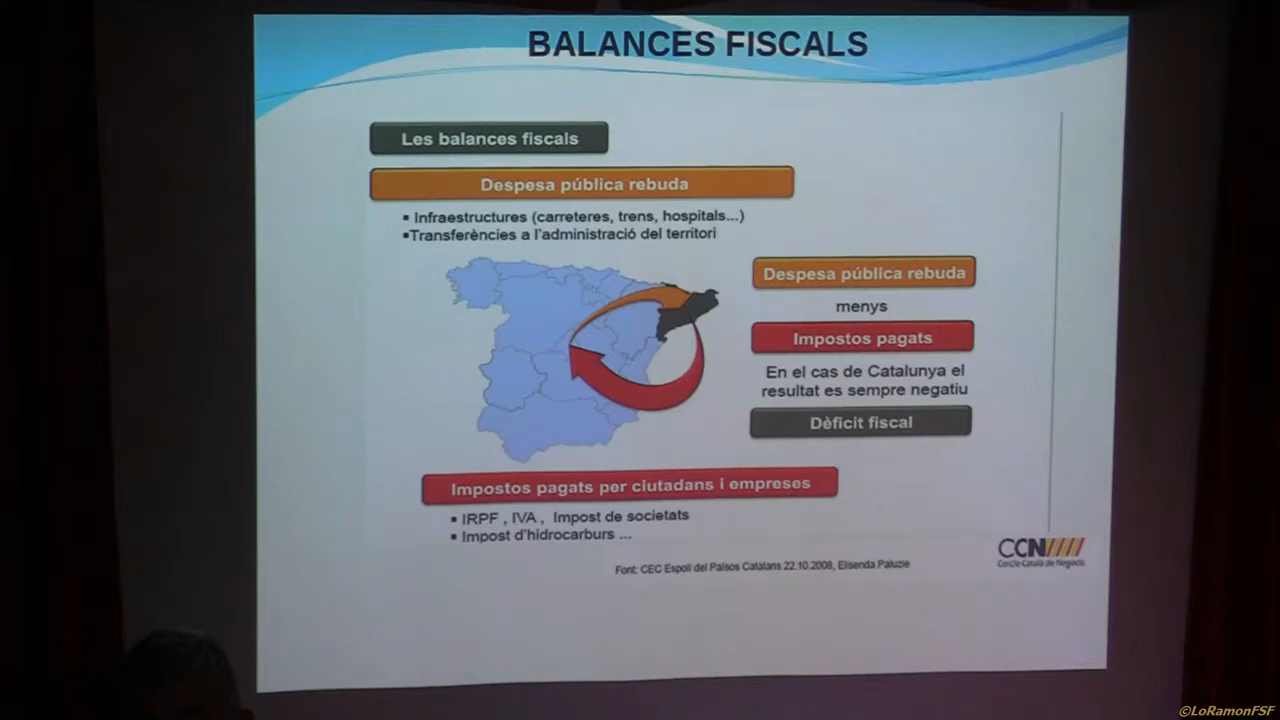 BALANCES FISCALS
Les balances fiscals
Despesa pública rebuda
▪ Infraestructures (carreteres, trens, hospitals...)
▪Transferències a l'administració del territori
Despesa pública rebuda
menys
Impostos pagats
En el cas de Catalunya el
resultat es sempre negatiu
Dèficit fiscal
Impostos pagats per ciutadans i empreses
▪ IRPF , IVA , Impost de societats
▪ Impost d'hidrocarburs ...
Font: CEC Espoli del Països Catalans 22.10.2008, Elisenda Paluzie
CCN
Cercle Català de Negocis
©LoRamonFSF